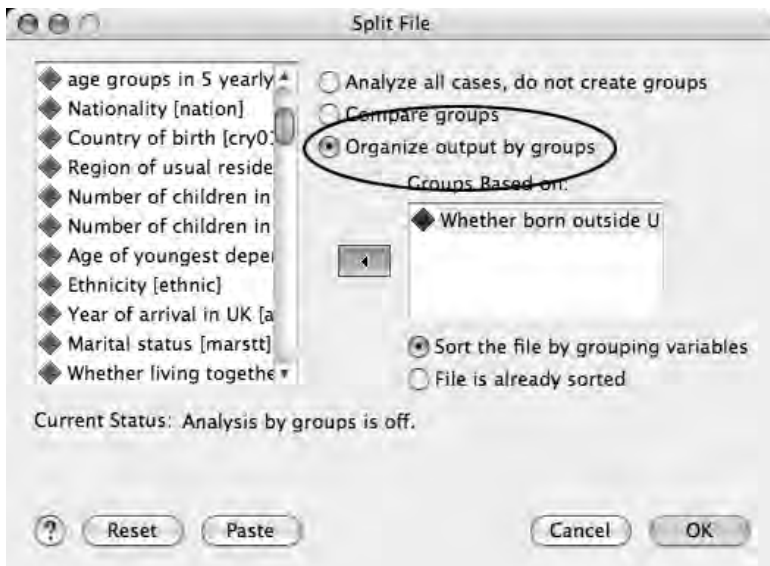 Split File
age groups in 5 yearly
Nationality [nation]
Country of birth [cry01
Region of usual reside
Number of children in
Number of children in
Age of youngest depen
Ethnicity [ethnic]
Year of arrival in UK [a
Marital status [marstt]
Whether living togethe
Analyze all cases, do not create groups
Compare groups
Organize output by groups
Groups Based on:
Whether born outside U
Sort the file by grouping variables
File is already sorted
Current Status: Analysis by groups is off.
? Reset Paste Cancel OK